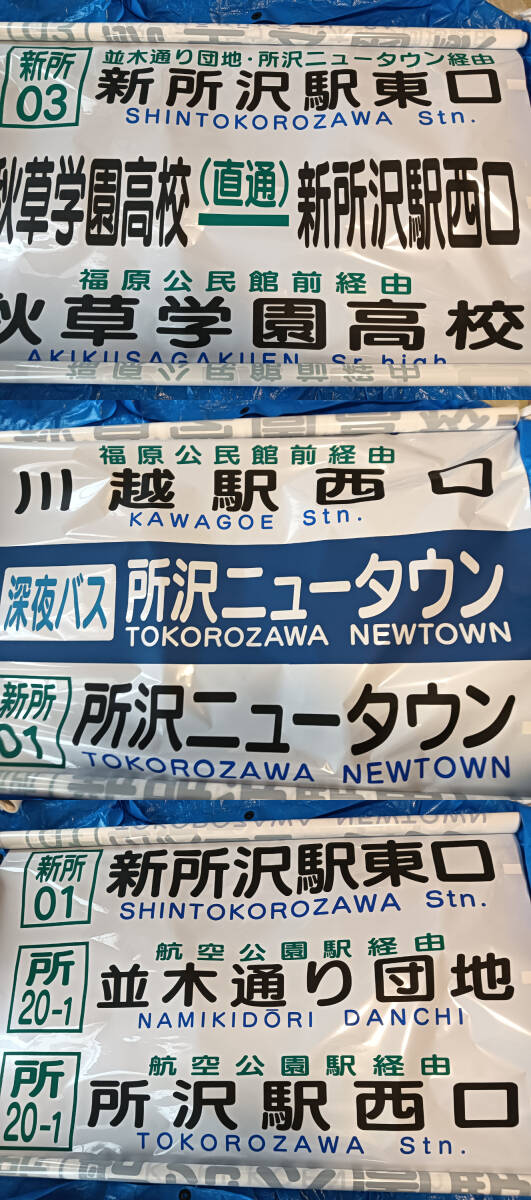 新所
03
並木通り団地・所沢ニュータウン経由
新所沢駅東口
SHINTOKOROZAWA Stn.
秋草学園高校(直通)新所沢駅西口
福原公民館前経由
秋草学園高校
AKIKUSAGAKUEN Sr.high
福原公民館前経由
川越駅西口
KAWAGOE Stn.
深夜バス
所沢ニュータウン
TOKOROZAWA NEWTOWN
新所
01
所沢ニュータウン
TOKOROZAWA NEWTOWN
新所
01
新所沢駅東口
SHINTOKOROZAWA Stn.
所
20-1
航空公園駅経由
並木通り団地
NAMIKIDŌRI DANCHI
所
20-1
航空公園駅経由
所沢駅西口
TOKOROZAWA Stn.